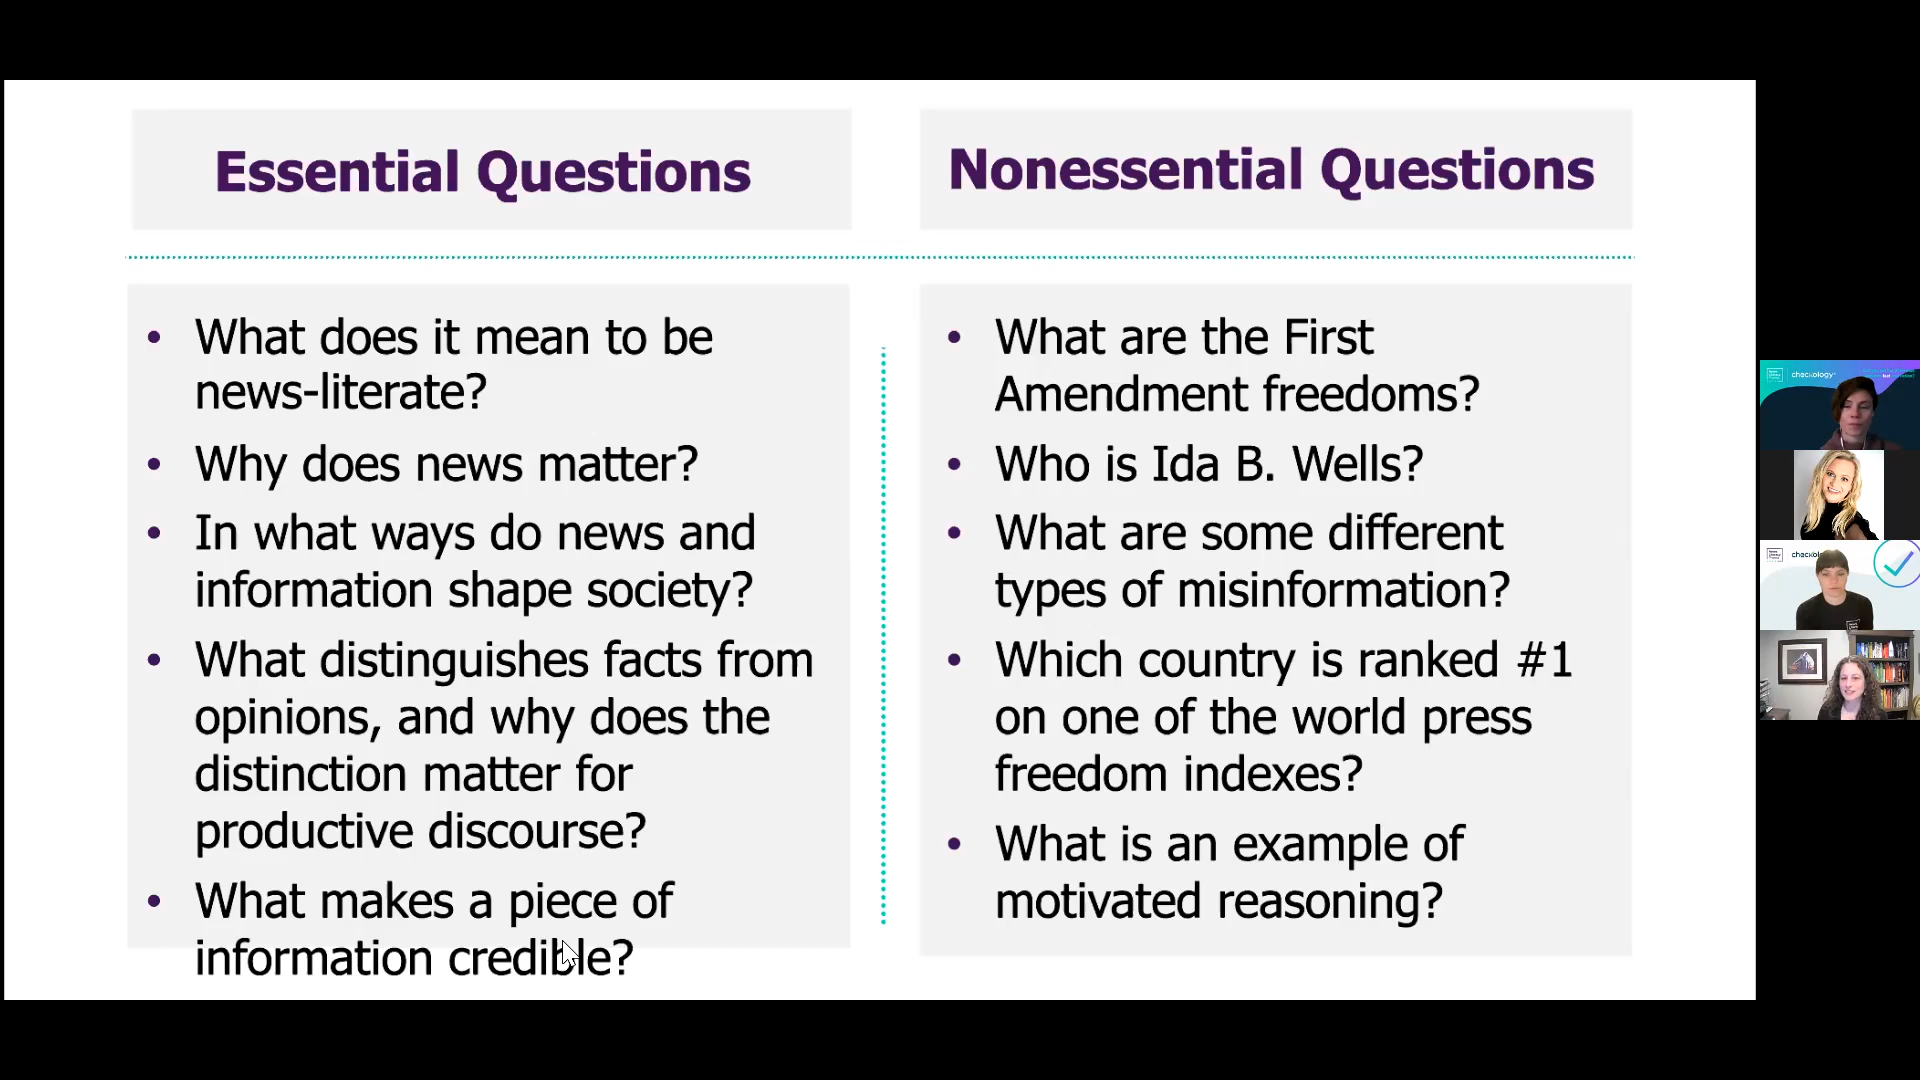 Essential Questions
Nonessential Questions
• What does it mean to be
news-literate?
• Why does news matter?
• In what ways do news and
information shape society?
• What distinguishes facts from
opinions, and why does the
distinction matter for
productive discourse?
• What makes a piece of
information credible?
• What are the First
Amendment freedoms?
• Who is Ida B. Wells?
• What are some different
types of misinformation?
• Which country is ranked #1
on one of the world press
freedom indexes?
• What is an example of
motivated reasoning?
checkology